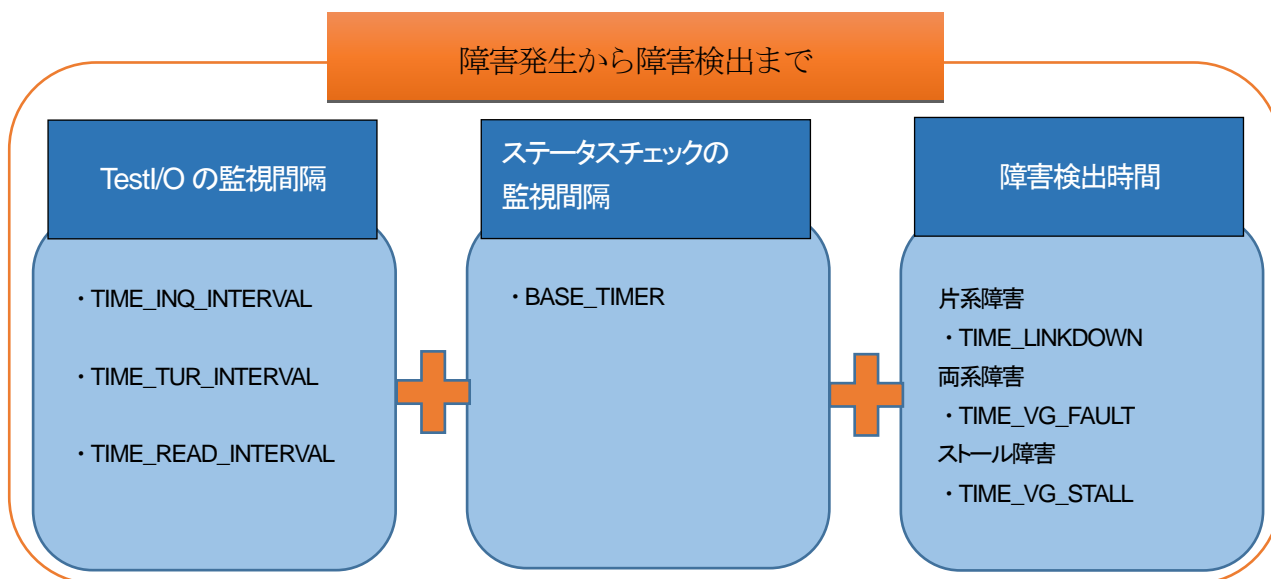 障害発生から障害検出まで
TestI/O の監視間隔
・TIME_INQ_INTERVAL
・TIME_TUR_INTERVAL
・TIME_READ_INTERVAL
ステータスチェックの
監視間隔
・BASE_TIMER
障害検出時間
片系障害
・TIME_LINKDOWN
両系障害
・TIME_VG_FAULT
ストール障害
・TIME_VG_STALL